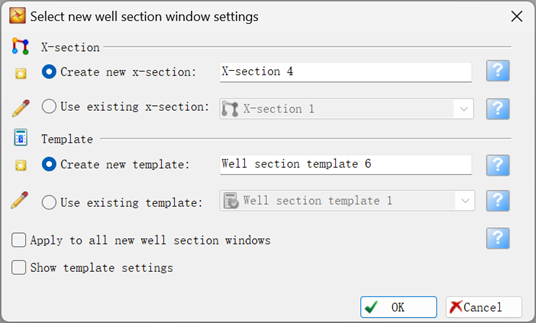 Select new well section window settings
X-section
Create new x-section: X-section 4 ?
Use existing x-section: X-section 1 ?
Template
Create new template: Well section template 6 ?
Use existing template: Well section template 1 ?
Apply to all new well section windows ?
Show template settings
OK Cancel